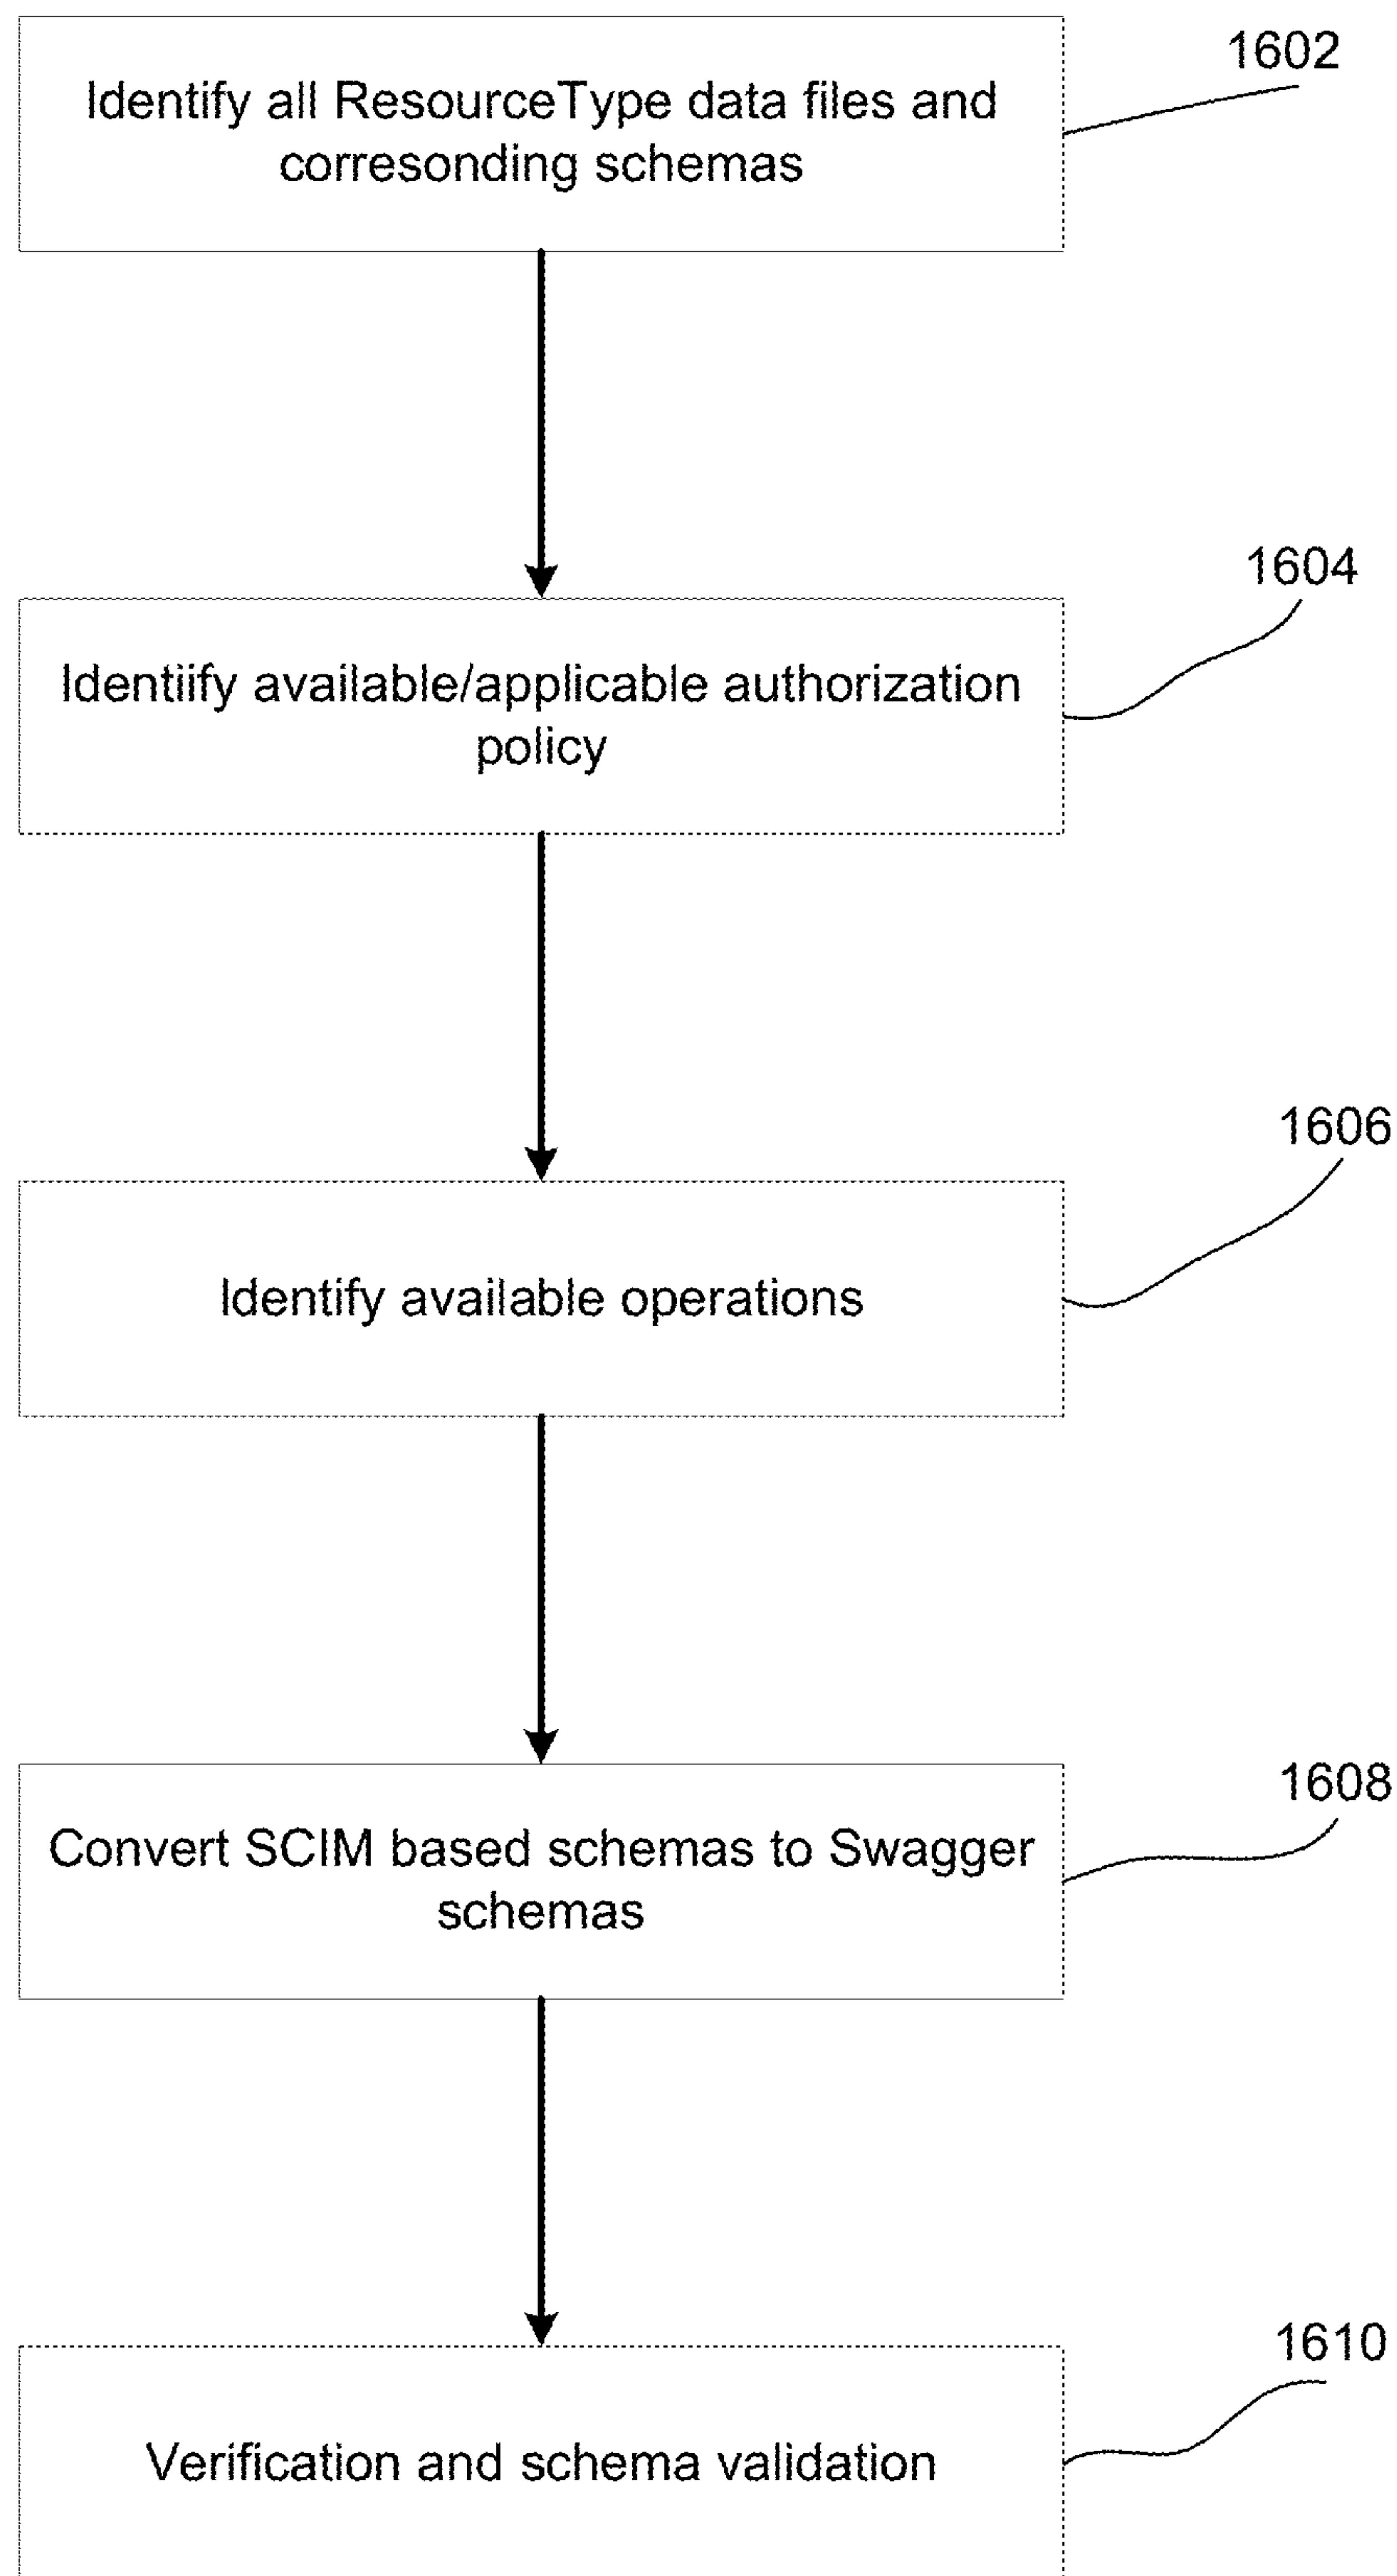 1602
Identify all ResourceType data files and
corresonding schemas
1604
Identiify available/applicable authorization
policy
1606
Identify available operations
1608
Convert SCIM based schemas to Swagger
schemas
1610
Verification and schema validation